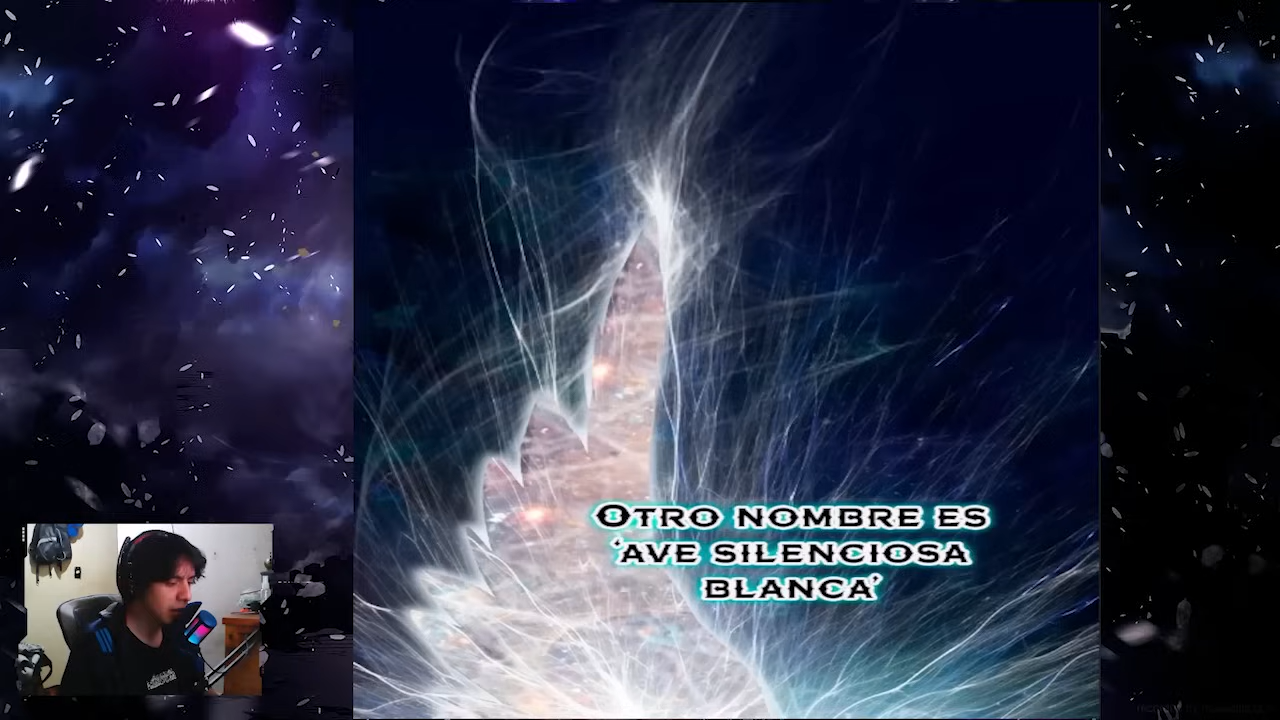 Otro nombre es
‘ave silenciosa
blanca’